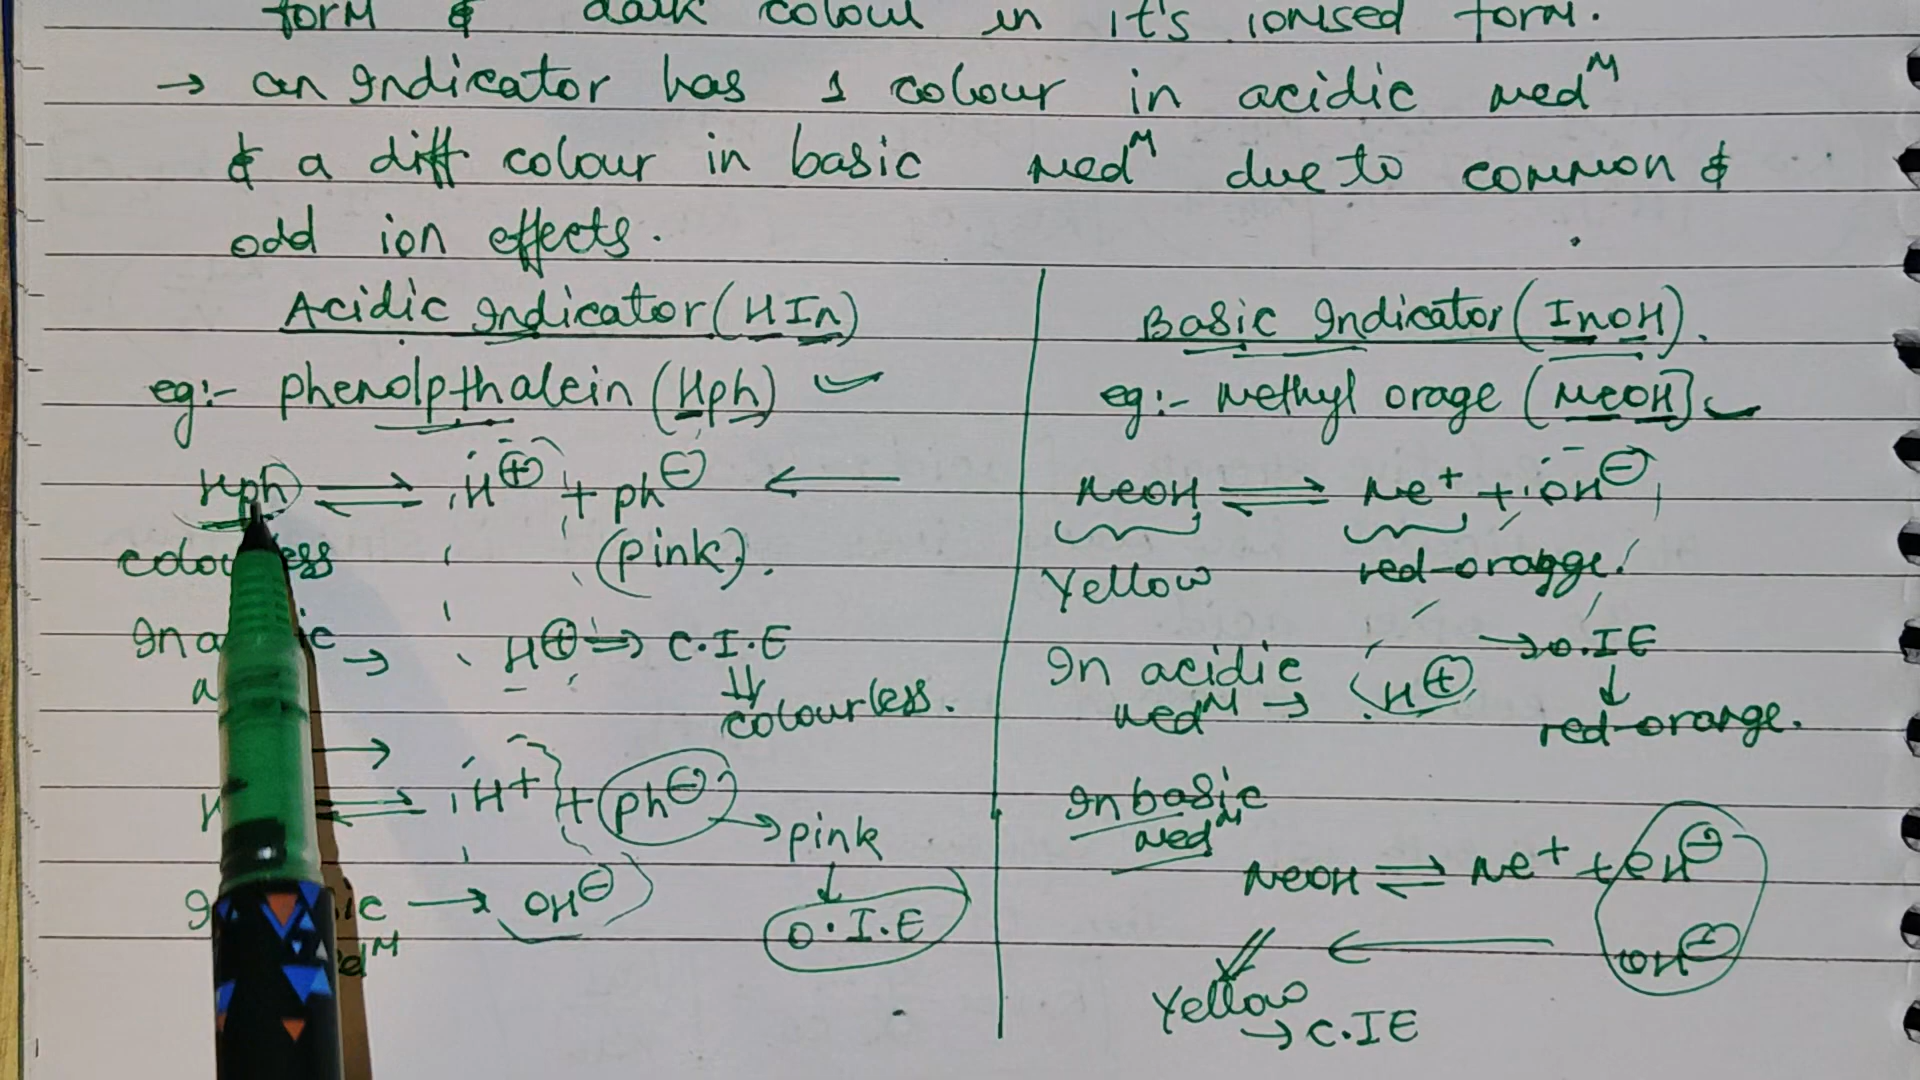 form & dark colour in it's ionised form.
→ an Indicator has 1 colour in acidic medᴹ
& a diff colour in basic medᴹ due to common &
odd ion effects.
Acidic Indicator (HIn)
eg:- phenolpthalein (Hph)
Hph ⇌ H⊕ + ph⊖ ←
(pink).
In →
H⊕ ⇒ C.I.E
⇓
colourless.
→
⇌ H+ + ph⊖ → pink
↓
→ OH⊖ O.I.E
Basic Indicator (InOH).
eg:- Methyl orage (MeOH)
MeOH ⇌ Me+ + OH⊖
Yellow red-oragge.
In acidic medᴹ → H⊕ → O.IE
↓
red-orange.
In basic medᴹ
MeOH ⇌ Me+ + OH⊖
← OH⊖
Yellow
→ C.IE